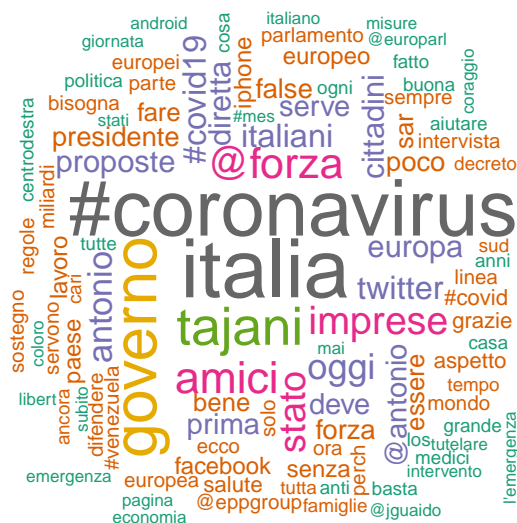 android
italiano
misure
giornata
cosa
parlamento
@europarl
europei
#covid19
diretta
iphone
europeo
fatto
coraggio
politica
parte
false
ogni
buona
bisogna
fare
serve
sempre
centrodestra
stati
#mes
cittadini
sar
aiutare
presidente
italiani
intervista
miliardi
proposte
@forza
poco
decreto
#coronavirus
regole
tutte
italia
europa
sud
anni
sostegno
lavoro
antonio
governo
twitter
linea
servono
cari
#covid
coloro
paese
tajani
imprese
grazie
casa
mai
oggi
@antonio
essere
aspetto
libert
ancora
subito
difendere
#venezuela
amici
stato
tempo
bene
solo
deve
mondo
prima
forza
los
grande
l'emergenza
ecco
ora
perch
tutelare
emergenza
europea
facebook
senza
medici
salute
tutta
anti
basta
intervento
pagina
@eppgroup
famiglie
@jguaido
economia